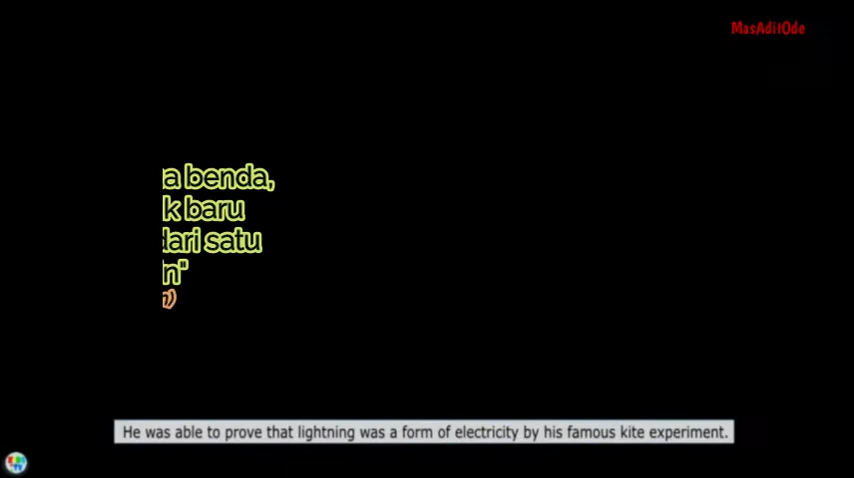 MasAditOde
a benda,
k baru
dari satu
n"
n)
He was able to prove that lightning was a form of electricity by his famous kite experiment.